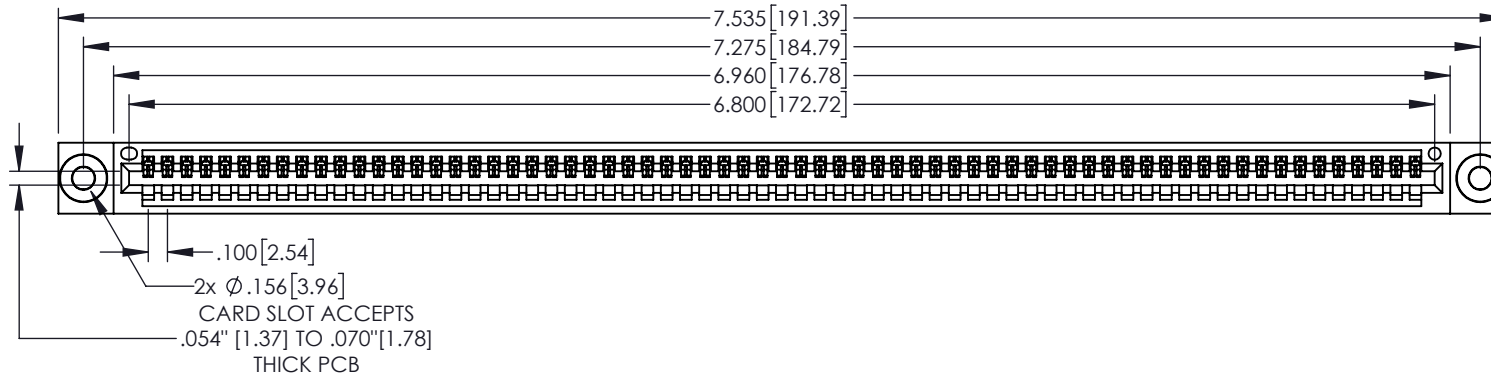 7.535[191.39]
7.275[184.79]
6.960[176.78]
6.800[172.72]
.100[2.54]
2x Ø.156[3.96]
CARD SLOT ACCEPTS
.054" [1.37] TO .070"[1.78]
THICK PCB